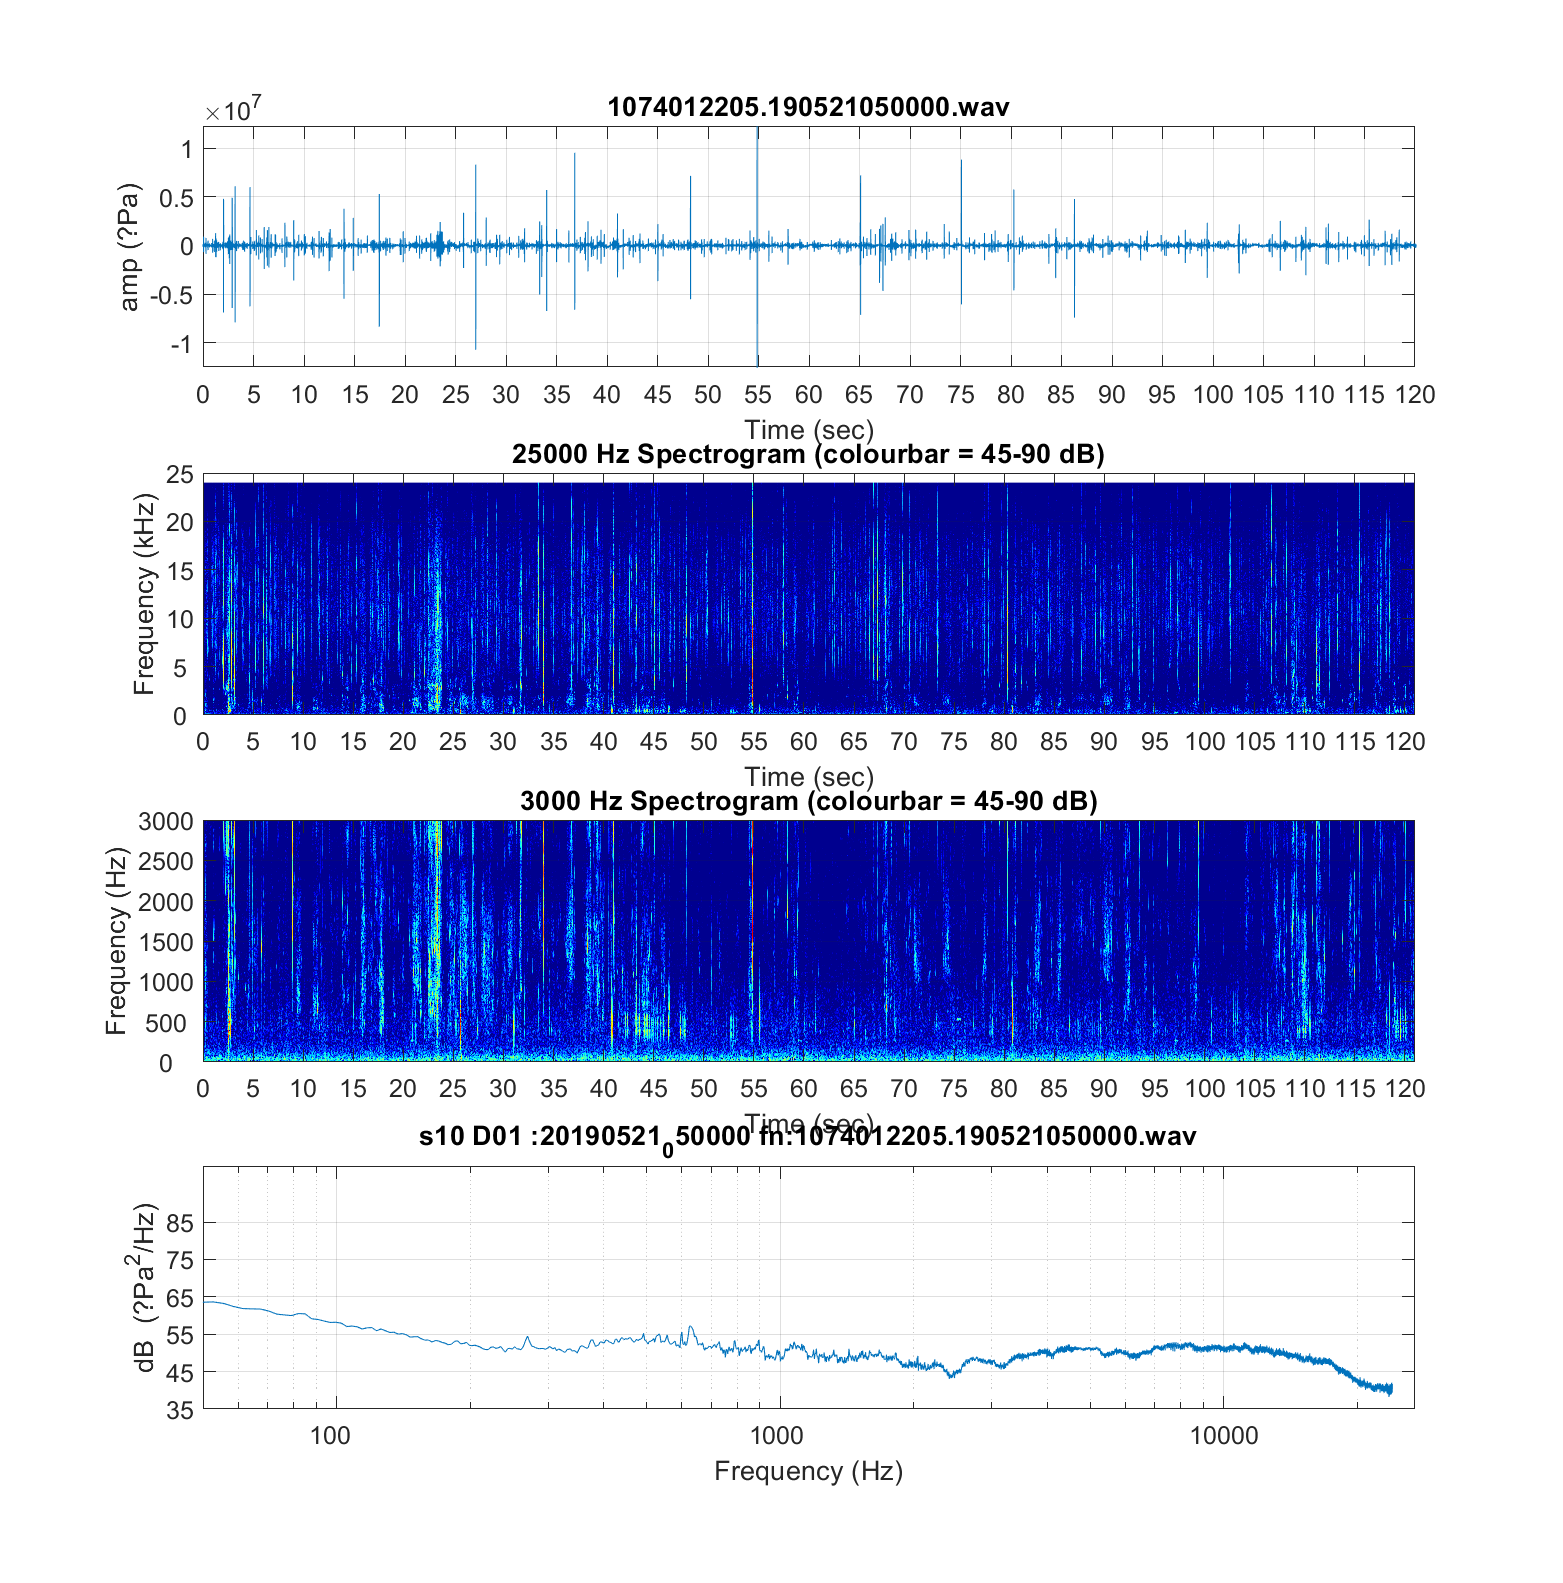 ×10^7
1074012205.190521050000.wav
amp (?Pa)
1
0.5
0
-0.5
-1
0 5 10 15 20 25 30 35 40 45 50 55 60 65 70 75 80 85 90 95 100 105 110 115 120
Time (sec)
25000 Hz Spectrogram (colourbar = 45-90 dB)
Frequency (kHz)
25
20
15
10
5
0
0 5 10 15 20 25 30 35 40 45 50 55 60 65 70 75 80 85 90 95 100 105 110 115 120
Time (sec)
3000 Hz Spectrogram (colourbar = 45-90 dB)
Frequency (Hz)
3000
2500
2000
1500
1000
500
0
0 5 10 15 20 25 30 35 40 45 50 55 60 65 70 75 80 85 90 95 100 105 110 115 120
Time (sec)
s10 D01 :20190521_050000 fn:1074012205.190521050000.wav
dB (?Pa^2/Hz)
85
75
65
55
45
35
100 1000 10000
Frequency (Hz)